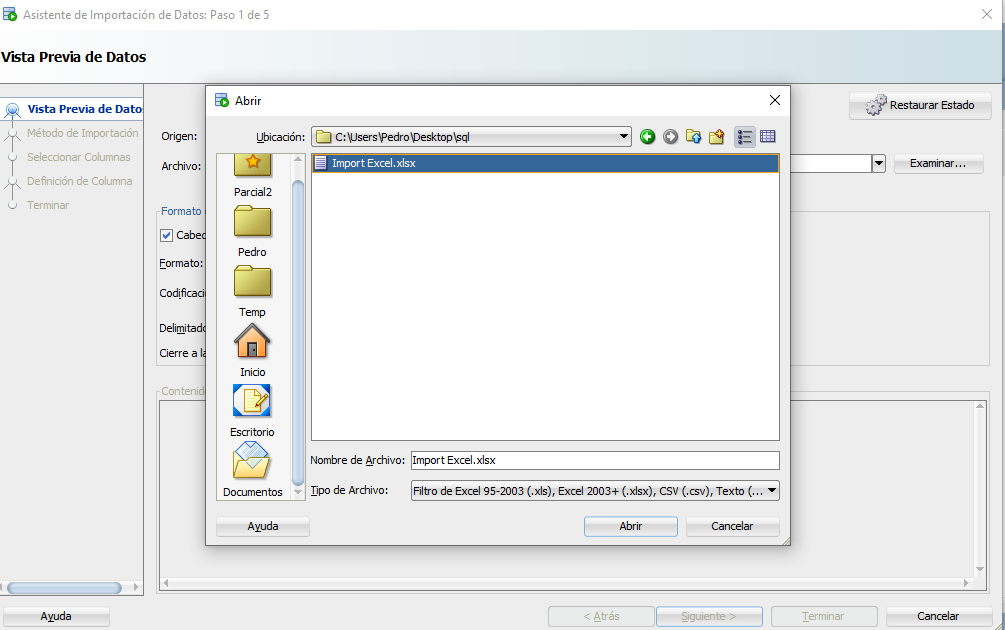 Asistente de Importación de Datos: Paso 1 de 5
Vista Previa de Datos
Vista Previa de Dato
Método de Importación
Seleccionar Columnas
Definición de Columna
Terminar
Restaurar Estado
Origen:
Archivo:
Examinar...
Formato
Cabec
Formato:
Codificaci
Delimitado
Cierre a la
Contenid
Abrir
Ubicación:
C:\Users\Pedro\Desktop\sql
Parcial2
Pedro
Temp
Inicio
Escritorio
Documentos
Import Excel.xlsx
Nombre de Archivo: Import Excel.xlsx
Tipo de Archivo: Filtro de Excel 95-2003 (.xls), Excel 2003+ (.xlsx), CSV (.csv), Texto (...
Ayuda
Abrir
Cancelar
Ayuda
< Atrás
Siguiente >
Terminar
Cancelar